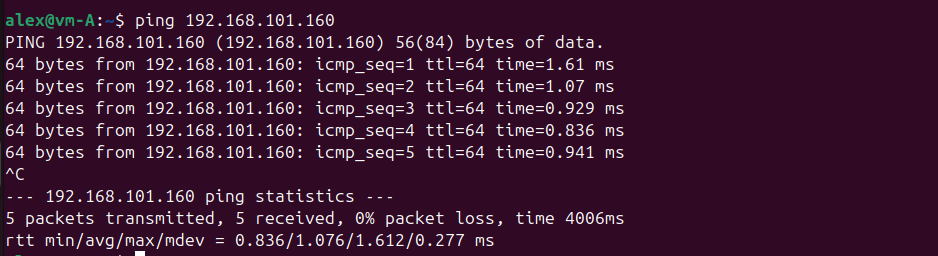 alex@vm-A:~$ ping 192.168.101.160
PING 192.168.101.160 (192.168.101.160) 56(84) bytes of data.
64 bytes from 192.168.101.160: icmp_seq=1 ttl=64 time=1.61 ms
64 bytes from 192.168.101.160: icmp_seq=2 ttl=64 time=1.07 ms
64 bytes from 192.168.101.160: icmp_seq=3 ttl=64 time=0.929 ms
64 bytes from 192.168.101.160: icmp_seq=4 ttl=64 time=0.836 ms
64 bytes from 192.168.101.160: icmp_seq=5 ttl=64 time=0.941 ms
^C
--- 192.168.101.160 ping statistics ---
5 packets transmitted, 5 received, 0% packet loss, time 4006ms
rtt min/avg/max/mdev = 0.836/1.076/1.612/0.277 ms